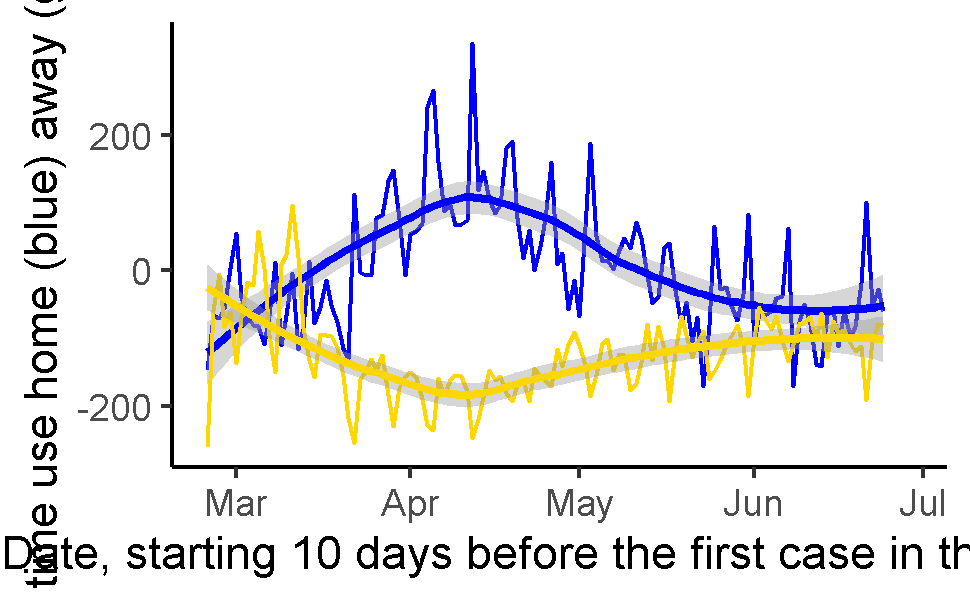 time use home (blue) away (
200
0
-200
Mar Apr May Jun Jul
Date, starting 10 days before the first case in th